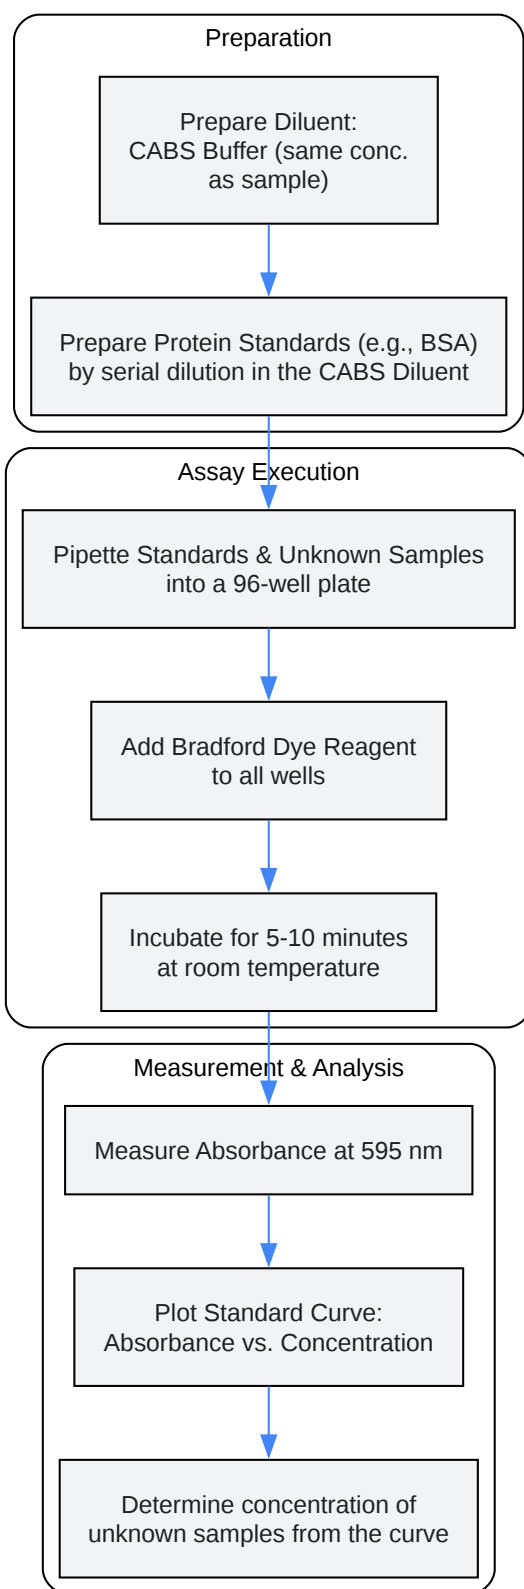 Preparation
Prepare Diluent:
CABS Buffer (same conc.
as sample)
Prepare Protein Standards (e.g., BSA)
by serial dilution in the CABS Diluent
Assay Execution
Pipette Standards & Unknown Samples
into a 96-well plate
Add Bradford Dye Reagent
to all wells
Incubate for 5-10 minutes
at room temperature
Measurement & Analysis
Measure Absorbance at 595 nm
Plot Standard Curve:
Absorbance vs. Concentration
Determine concentration of
unknown samples from the curve